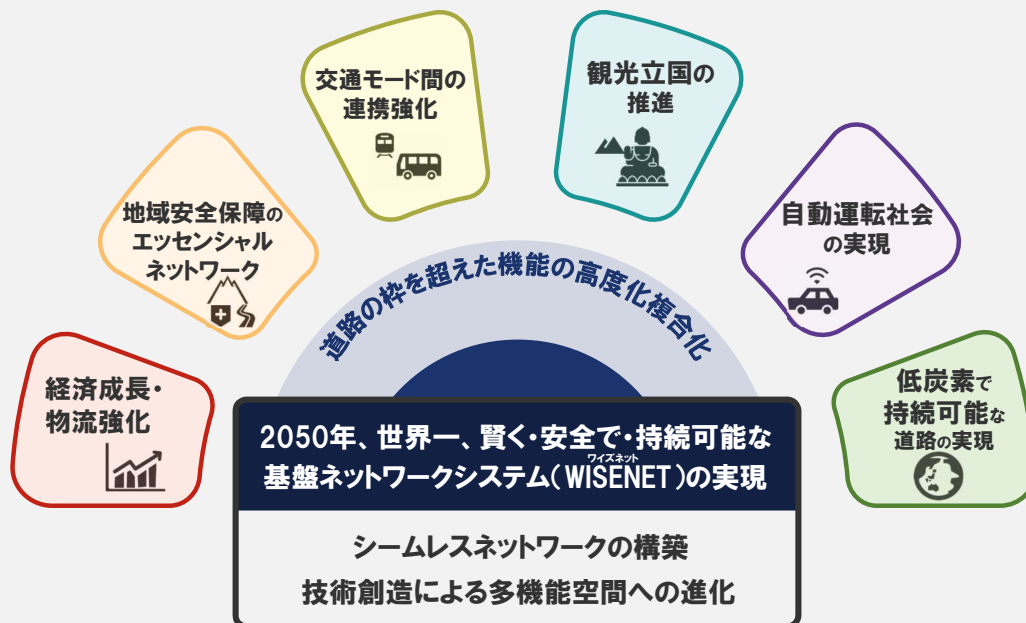 交通モード間の
連携強化
観光立国の
推進
地域安全保障の
エッセンシャル
ネットワーク
自動運転社会
の実現
経済成長・
物流強化
低炭素で
持続可能な
道路の実現
道路の枠を超えた機能の高度化複合化
2050年、世界一、賢く・安全で・持続可能な
ワイズネット
基盤ネットワークシステム(WISENET)の実現
シームレスネットワークの構築
技術創造による多機能空間への進化